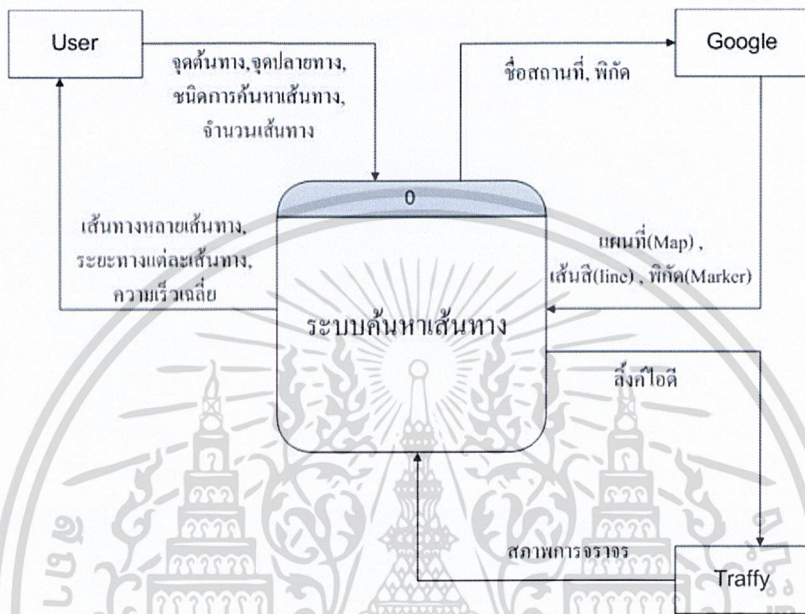 User
Google
จุดต้นทาง,จุดปลายทาง,
ชนิดการค้นหาเส้นทาง,
จำนวนเส้นทาง
ชื่อสถานที่, พิกัด
0
เส้นทางหลายเส้นทาง,
ระยะทางแต่ละเส้นทาง,
ความเร็วเฉลี่ย
แผนที่(Map) ,
เส้นสี(line) , พิกัด(Marker)
ระบบค้นหาเส้นทาง
ลิ้งค์ไอดี
สภาพการจราจร
Traffy